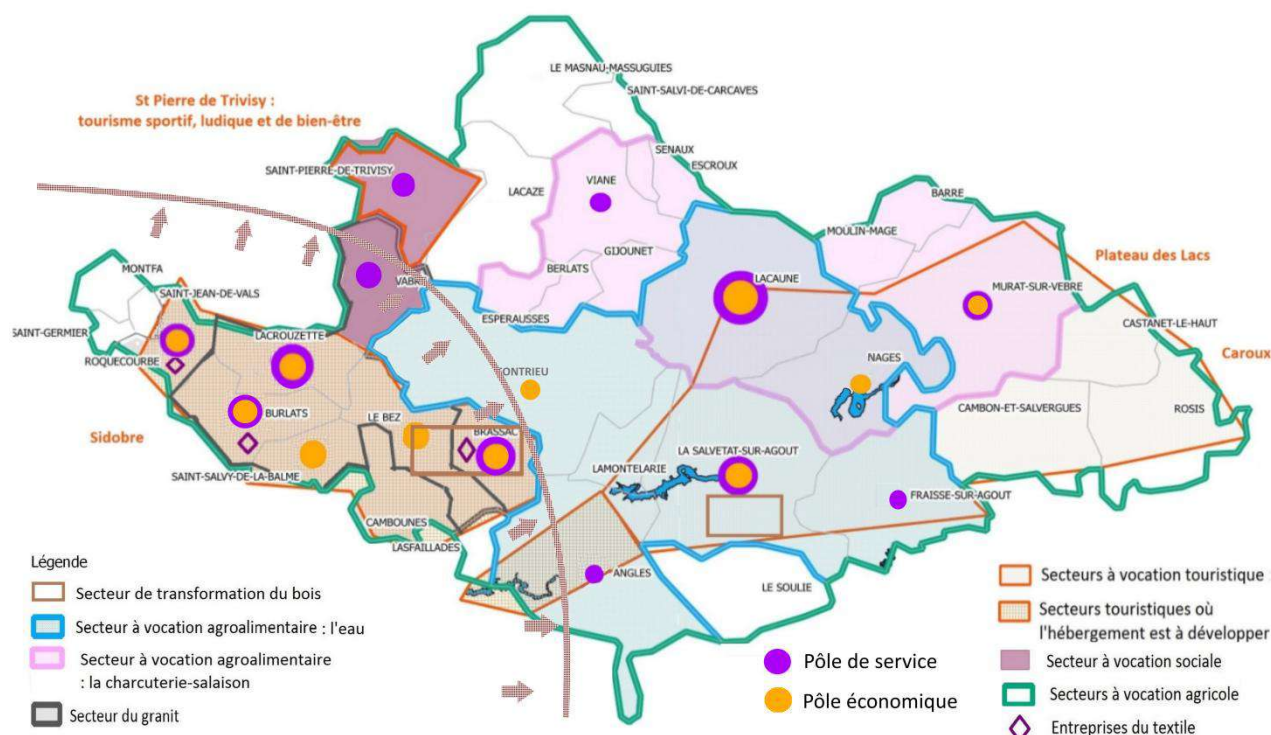 LE MASNAU-MASSUGUIES
SAINT-SALVI-DE-CARCAVES
St Pierre de Trivisy :
tourisme sportif, ludique et de bien-être
SENAUX
ESCROUX
SAINT-PIERRE-DE-TRIVISY
VIANE
LACAZE
BARRE
MOULIN-MAGE
GIJOUNET
BERLATS
Plateau des Lacs
MONTFA
VABR
LACAUNE
MURAT-SUR-VEBRE
SAINT-JEAN-DE-VALS
ESPERAUSSES
CASTANET-LE-HAUT
SAINT-GERMIER
LACROUZETTE
Caroux
ROQUECOURBE
NAGES
ONTRIEU
CAMBON-ET-SALVERGUES
ROSIS
BURLATS
LE BEZ
BRASSAC
Sidobre
LA SALVETAT-SUR-AGOUT
LAMONTELARIE
SAINT-SALVY-DE-LA-BALME
FRAISSE-SUR-AGOUT
CAMBOUNES
LASFAILLADES
ANGLES
LE SOULIE
Légende
Secteur de transformation du bois
Secteur à vocation agroalimentaire : l'eau
Secteur à vocation agroalimentaire
: la charcuterie-salaison
Secteur du granit
Pôle de service
Pôle économique
Secteurs à vocation touristique :
Secteurs touristiques où
l'hébergement est à développer
Secteur à vocation sociale
Secteurs à vocation agricole
Entreprises du textile